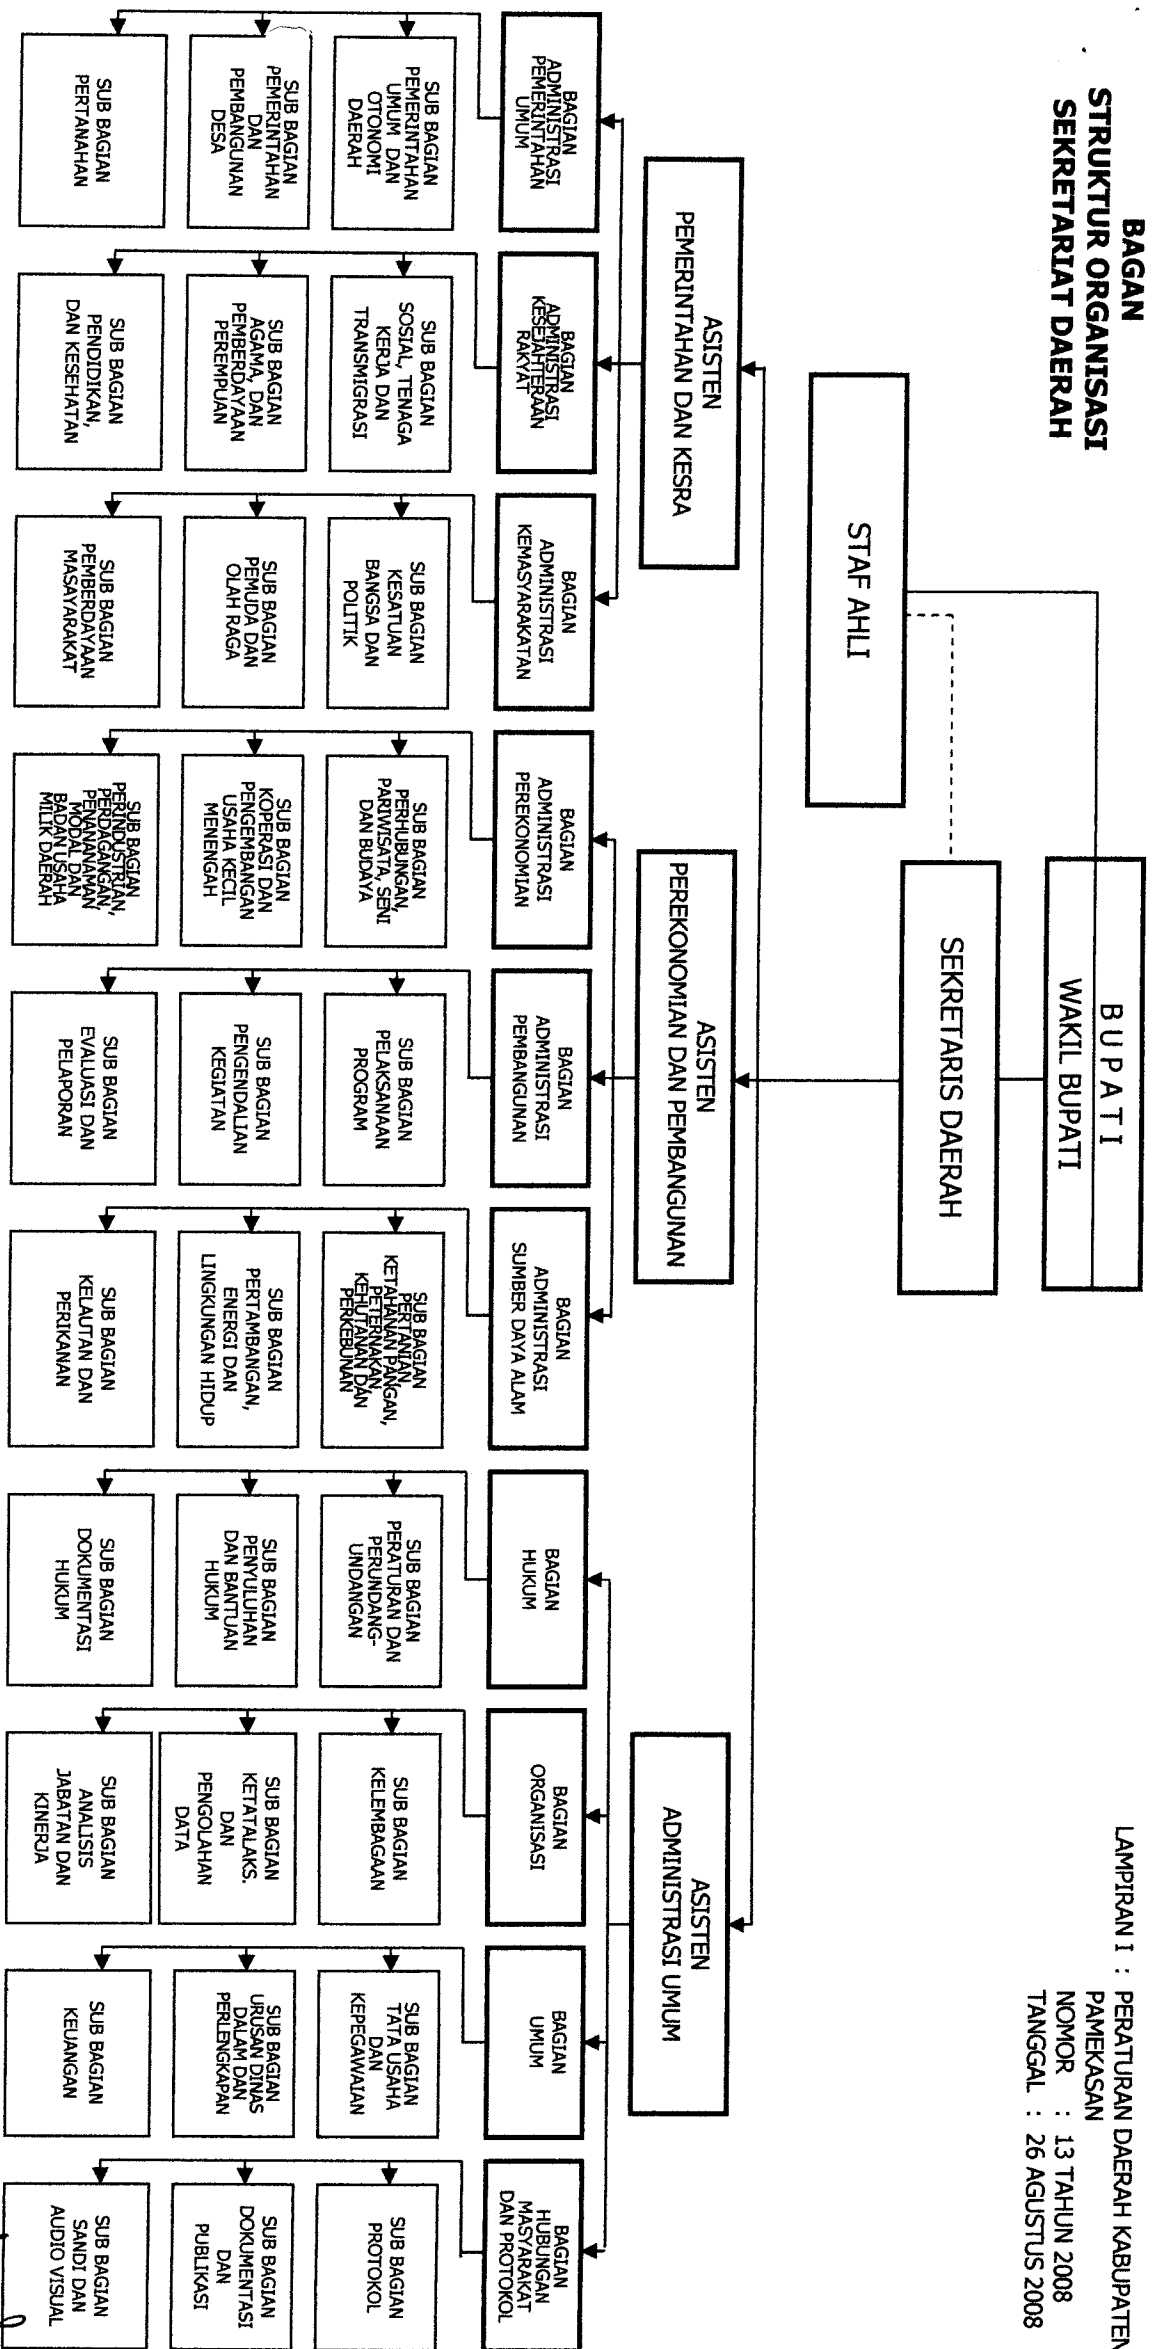 BAGAN
STRUKTUR ORGANISASI
SEKRETARIAT DAERAH
LAMPIRAN I : PERATURAN DAERAH KABUPATEN
PAMEKASAN
NOMOR : 13 TAHUN 2008
TANGGAL : 26 AGUSTUS 2008
B U P A T I
WAKIL BUPATI
SEKRETARIS DAERAH
STAF AHLI
ASISTEN
PEMERINTAHAN DAN KESRA
ASISTEN
PEREKONOMIAN DAN PEMBANGUNAN
ASISTEN
ADMINISTRASI UMUM
BAGIAN
ADMINISTRASI
PEMERINTAHAN
UMUM
BAGIAN
ADMINISTRASI
KESEJAHTERAAN
RAKYAT
BAGIAN
ADMINISTRASI
KEMASYARAKATAN
BAGIAN
ADMINISTRASI
PEREKONOMIAN
BAGIAN
ADMINISTRASI
PEMBANGUNAN
BAGIAN
ADMINISTRASI
SUMBER DAYA ALAM
BAGIAN
HUKUM
BAGIAN
ORGANISASI
BAGIAN
UMUM
BAGIAN
HUBUNGAN
MASYARAKAT
DAN PROTOKOL
SUB BAGIAN
PEMERINTAHAN
UMUM DAN
OTONOMI
DAERAH
SUB BAGIAN
SOSIAL, TENAGA
KERJA DAN
TRANSMIGRASI
SUB BAGIAN
KESATUAN
BANGSA DAN
POLITIK
SUB BAGIAN
PERHUBUNGAN,
PARIWISATA, SENI
DAN BUDAYA
SUB BAGIAN
PELAKSANAAN
PROGRAM
SUB BAGIAN
PERTANIAN,
KETAHANAN PANGAN,
PETERNAKAN,
KEHUTANAN DAN
PERKEBUNAN
SUB BAGIAN
PERATURAN DAN
PERUNDANG-
UNDANGAN
SUB BAGIAN
KELEMBAGAAN
SUB BAGIAN
TATA USAHA
DAN
KEPEGAWAIAN
SUB BAGIAN
PROTOKOL
SUB BAGIAN
PEMERINTAHAN
DAN
PEMBANGUNAN
DESA
SUB BAGIAN
AGAMA, DAN
PEMBERDAYAAN
PEREMPUAN
SUB BAGIAN
PEMUDA DAN
OLAH RAGA
SUB BAGIAN
KOPERASI DAN
PENGEMBANGAN
USAHA KECIL
MENENGAH
SUB BAGIAN
PENGENDALIAN
KEGIATAN
SUB BAGIAN
PERTAMBANGAN,
ENERGI DAN
LINGKUNGAN HIDUP
SUB BAGIAN
PENYULUHAN
DAN BANTUAN
HUKUM
SUB BAGIAN
KETATALAKS.
DAN
PENGOLAHAN
DATA
SUB BAGIAN
URUSAN DINAS
DALAM DAN
PERLENGKAPAN
SUB BAGIAN
DOKUMENTASI
DAN
PUBLIKASI
SUB BAGIAN
PERTANAHAN
SUB BAGIAN
PENDIDIKAN,
DAN KESEHATAN
SUB BAGIAN
PEMBERDAYAAN
MASAYARAKAT
SUB BAGIAN
PERINDUSTRIAN,
PERDAGANGAN,
PENANANAMAN
MODAL DAN
BADAN USAHA
MILIK DAERAH
SUB BAGIAN
EVALUASI DAN
PELAPORAN
SUB BAGIAN
KELAUTAN DAN
PERIKANAN
SUB BAGIAN
DOKUMENTASI
HUKUM
SUB BAGIAN
ANALISIS
JABATAN DAN
KINERJA
SUB BAGIAN
KEUANGAN
SUB BAGIAN
SANDI DAN
AUDIO VISUAL